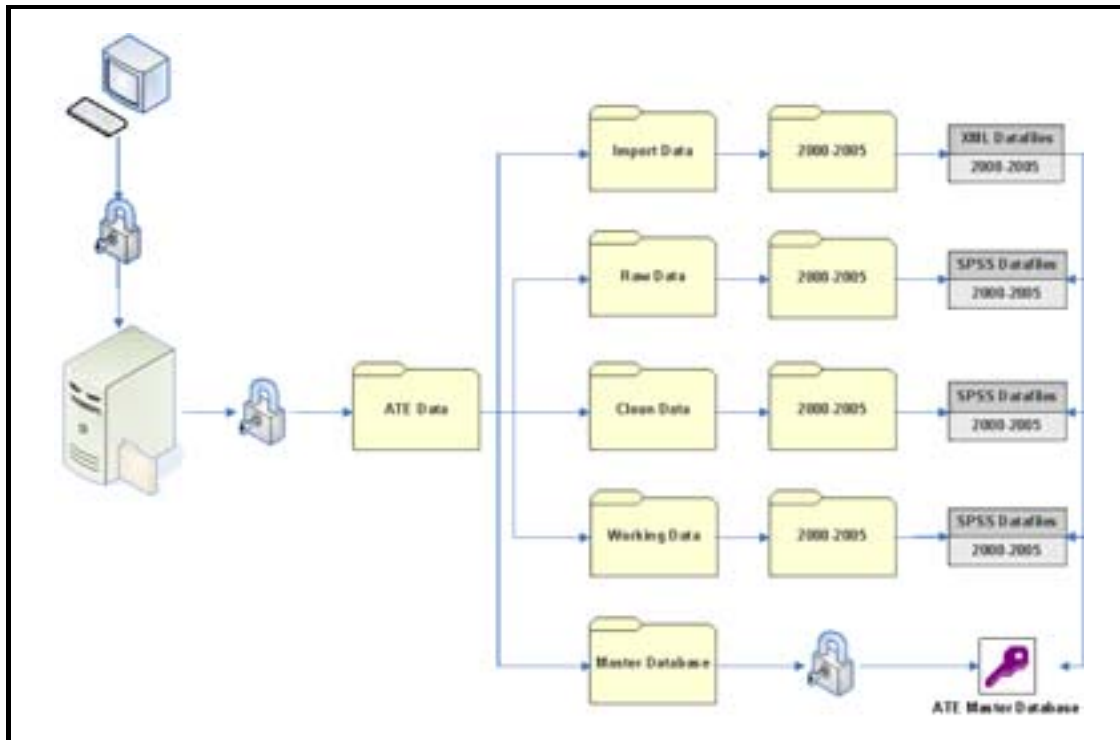 Import Data
2000-2005
XML Datafiles
2000-2005
Raw Data
2000-2005
SPSS Datafiles
2000-2005
ATE Data
Clean Data
2000-2005
SPSS Datafiles
2000-2005
Working Data
2000-2005
SPSS Datafiles
2000-2005
Master Database
ATE Master Database